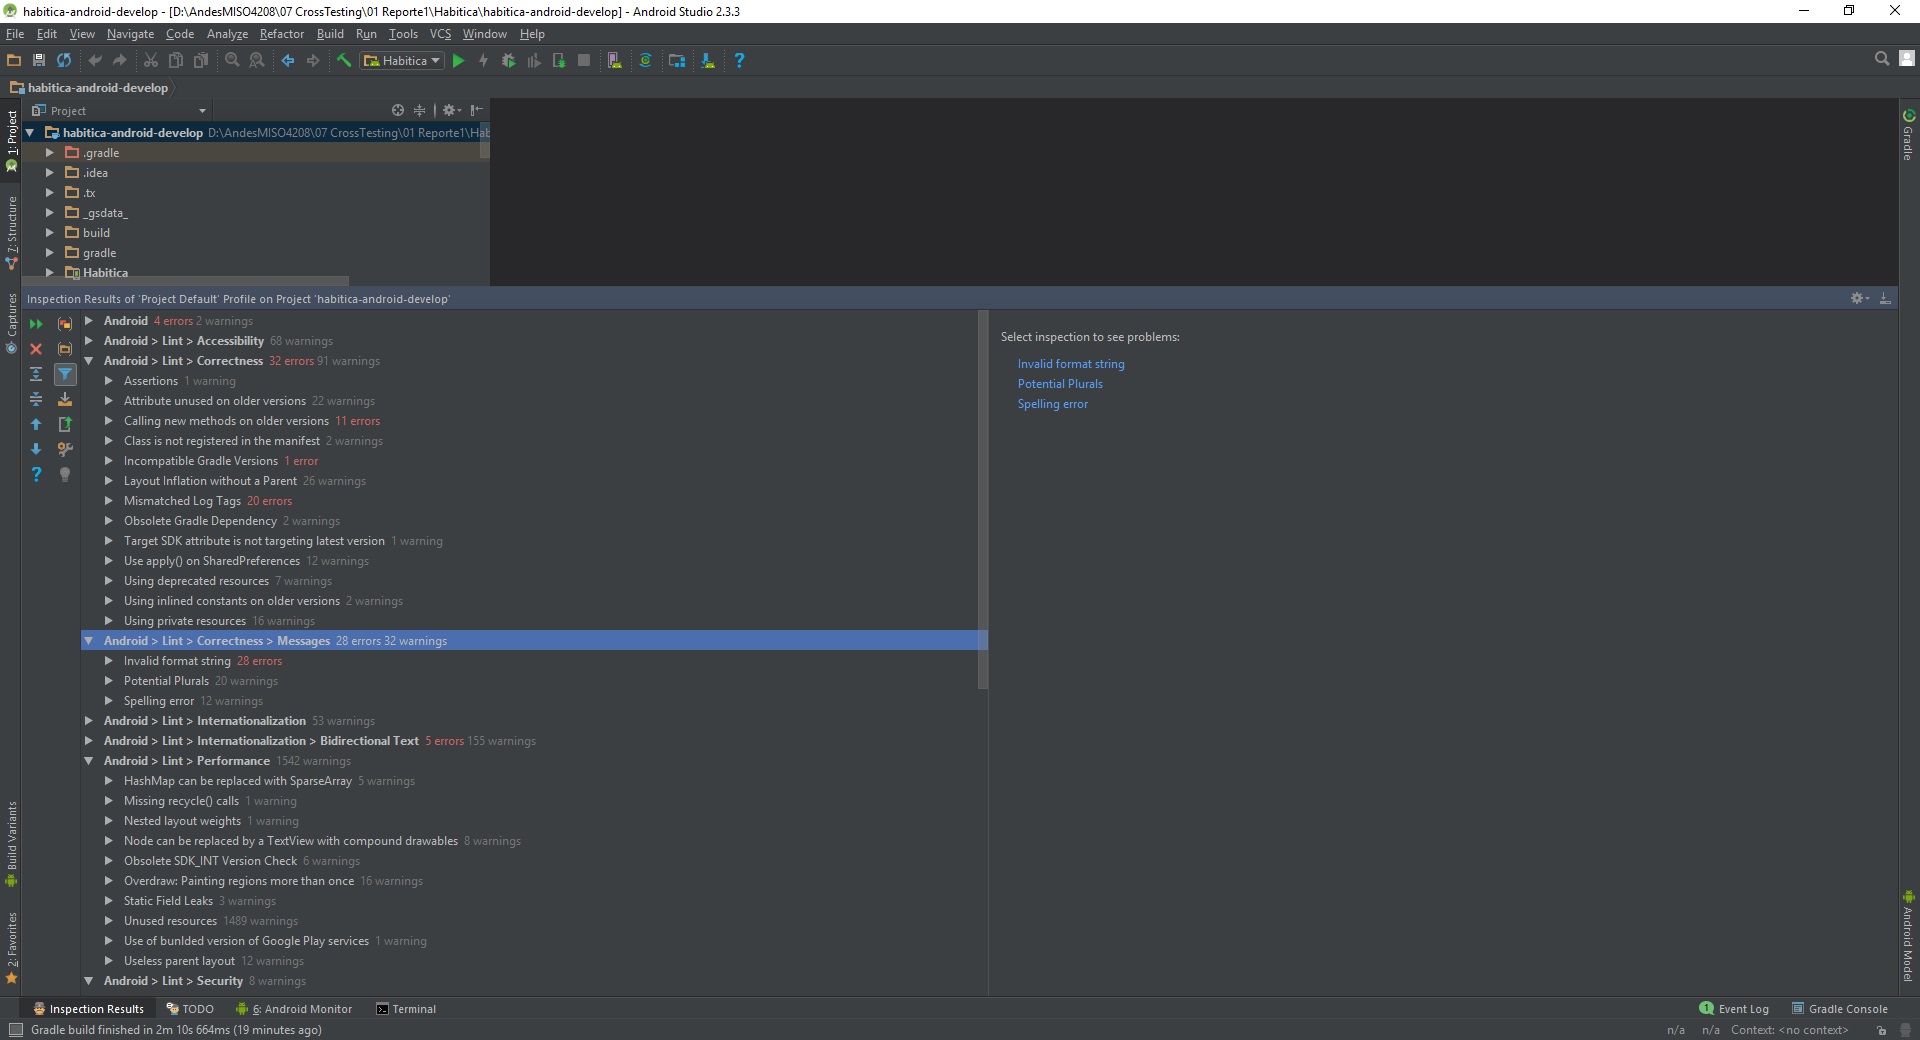 habitica-android-develop - [D:\AndesMISO4208\07 CrossTesting\01 Reporte1\Habitica\habitica-android-develop] - Android Studio 2.3.3
File Edit View Navigate Code Analyze Refactor Build Run Tools VCS Window Help
Habitica
habitica-android-develop
Project
1: Project
habitica-android-develop D:\AndesMISO4208\07 CrossTesting\01 Reporte1\Hab
.gradle
.idea
.tx
_gsdata_
build
gradle
Habitica
7: Structure
Captures
Build Variants
2: Favorites
Gradle
Android Model
Inspection Results of 'Project Default' Profile on Project 'habitica-android-develop'
Android 4 errors 2 warnings
Android > Lint > Accessibility 68 warnings
Android > Lint > Correctness 32 errors 91 warnings
Assertions 1 warning
Attribute unused on older versions 22 warnings
Calling new methods on older versions 11 errors
Class is not registered in the manifest 2 warnings
Incompatible Gradle Versions 1 error
Layout Inflation without a Parent 26 warnings
Mismatched Log Tags 20 errors
Obsolete Gradle Dependency 2 warnings
Target SDK attribute is not targeting latest version 1 warning
Use apply() on SharedPreferences 12 warnings
Using deprecated resources 7 warnings
Using inlined constants on older versions 2 warnings
Using private resources 16 warnings
Android > Lint > Correctness > Messages 28 errors 32 warnings
Invalid format string 28 errors
Potential Plurals 20 warnings
Spelling error 12 warnings
Android > Lint > Internationalization 53 warnings
Android > Lint > Internationalization > Bidirectional Text 5 errors 155 warnings
Android > Lint > Performance 1542 warnings
HashMap can be replaced with SparseArray 5 warnings
Missing recycle() calls 1 warning
Nested layout weights 1 warning
Node can be replaced by a TextView with compound drawables 8 warnings
Obsolete SDK_INT Version Check 6 warnings
Overdraw: Painting regions more than once 16 warnings
Static Field Leaks 3 warnings
Unused resources 1489 warnings
Use of bunlded version of Google Play services 1 warning
Useless parent layout 12 warnings
Android > Lint > Security 8 warnings
Select inspection to see problems:
Invalid format string
Potential Plurals
Spelling error
Inspection Results TODO 6: Android Monitor Terminal 1 Event Log Gradle Console
Gradle build finished in 2m 10s 664ms (19 minutes ago) n/a n/a Context: <no context>